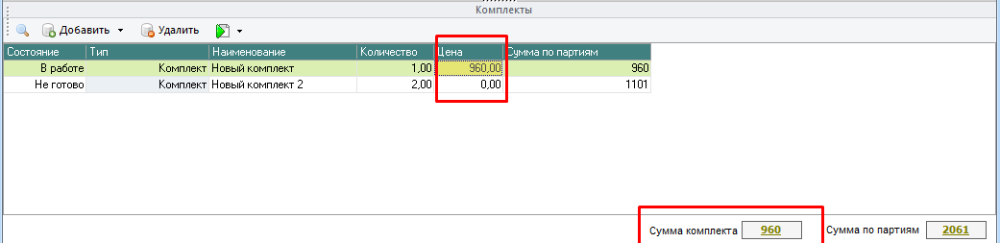 Комплекты
Добавить Удалить
Состояние Тип Наименование Количество Цена Сумма по партиям
В работе Комплект Новый комплект 1,00 960,00 960
Не готово Комплект Новый комплект 2 2,00 0,00 1101
Сумма комплекта 960 Сумма по партиям 2061